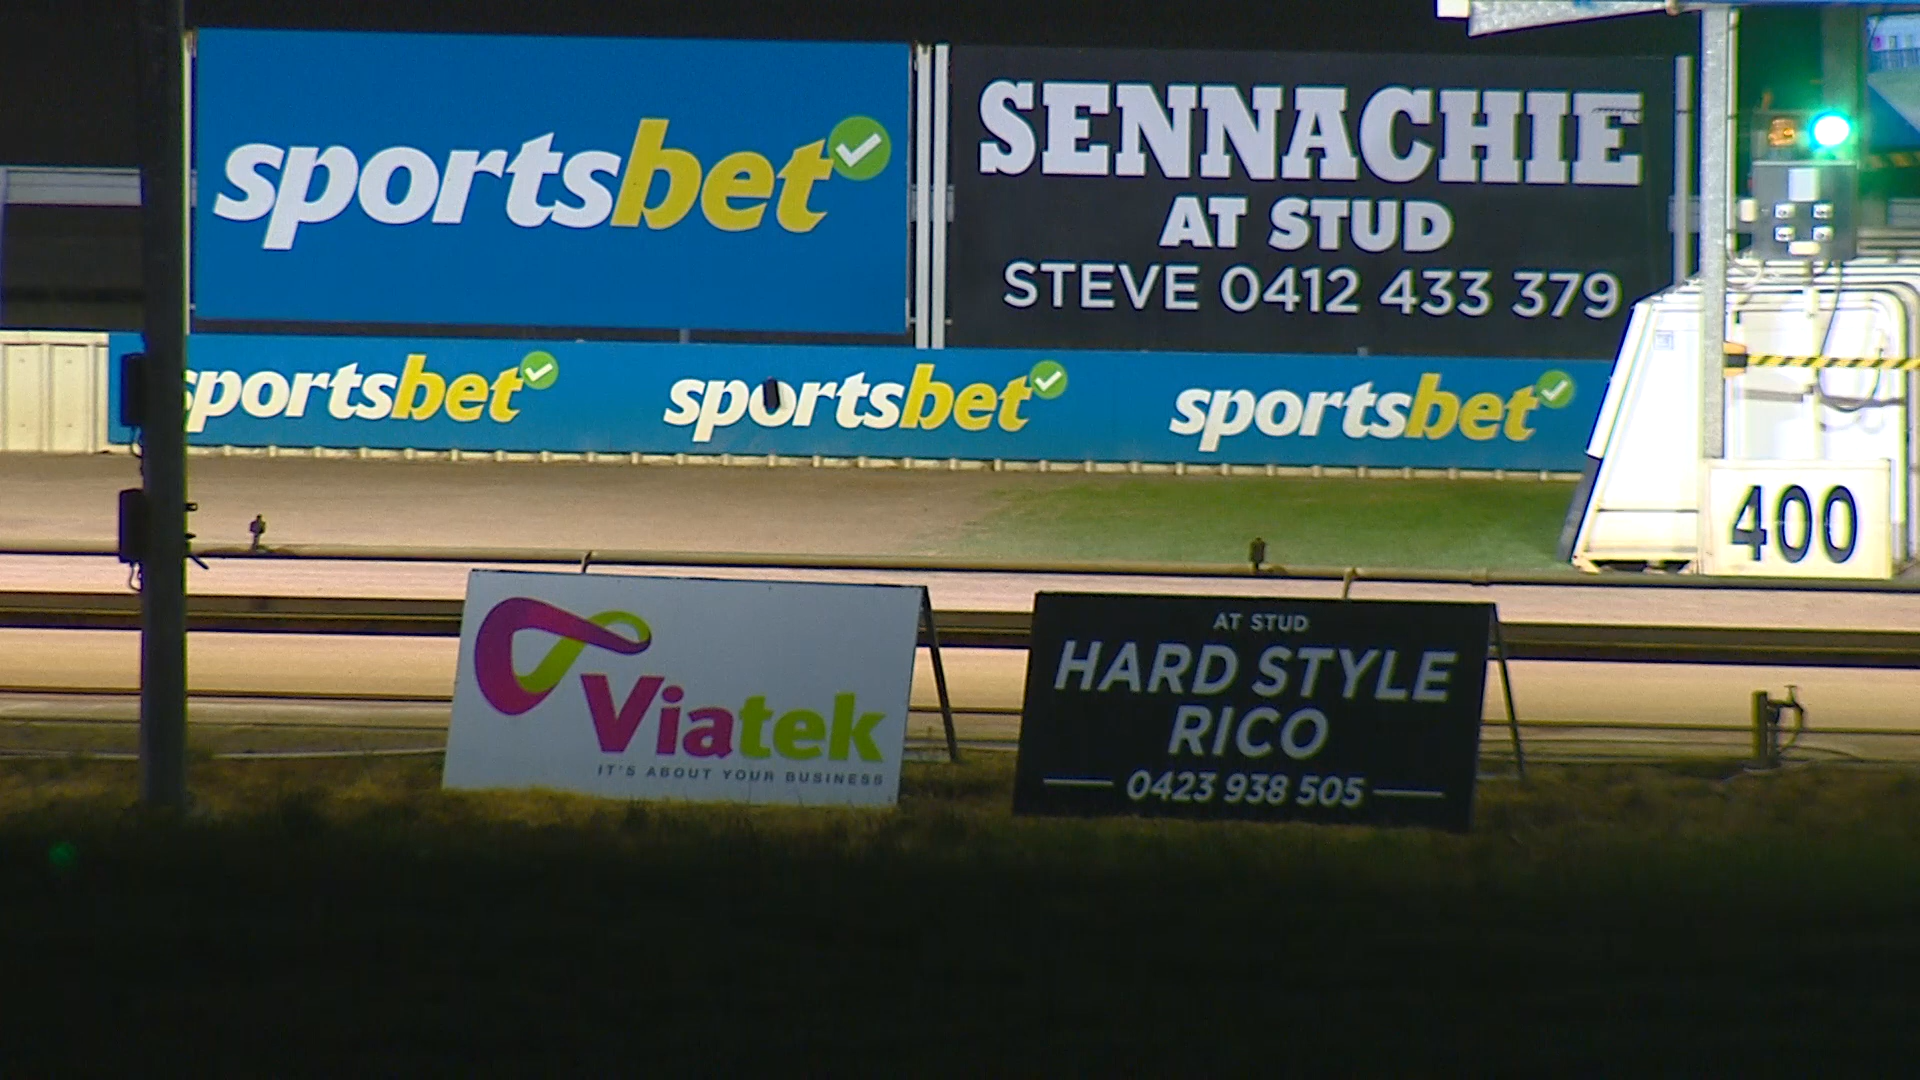 sportsbet
SENNACHIE
AT STUD
STEVE 0412 433 379
sportsbet
sportsbet
sportsbet
400
Viatek
IT'S ABOUT YOUR BUSINESS
AT STUD
HARD STYLE
RICO
0423 938 505